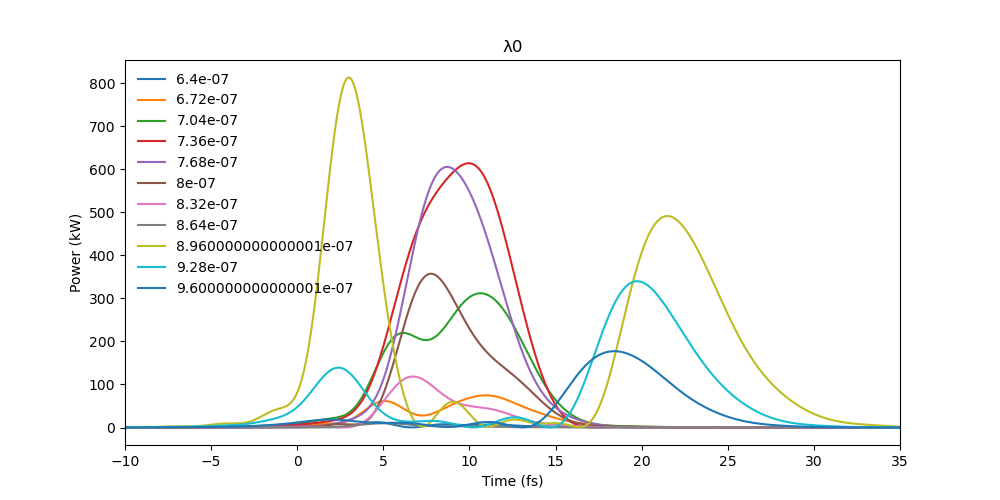 λ0
6.4e-07
6.72e-07
7.04e-07
7.36e-07
7.68e-07
8e-07
8.32e-07
8.64e-07
8.960000000000001e-07
9.28e-07
9.600000000000001e-07
800
700
600
500
400
300
200
100
0
Power (kW)
−10 −5 0 5 10 15 20 25 30 35
Time (fs)